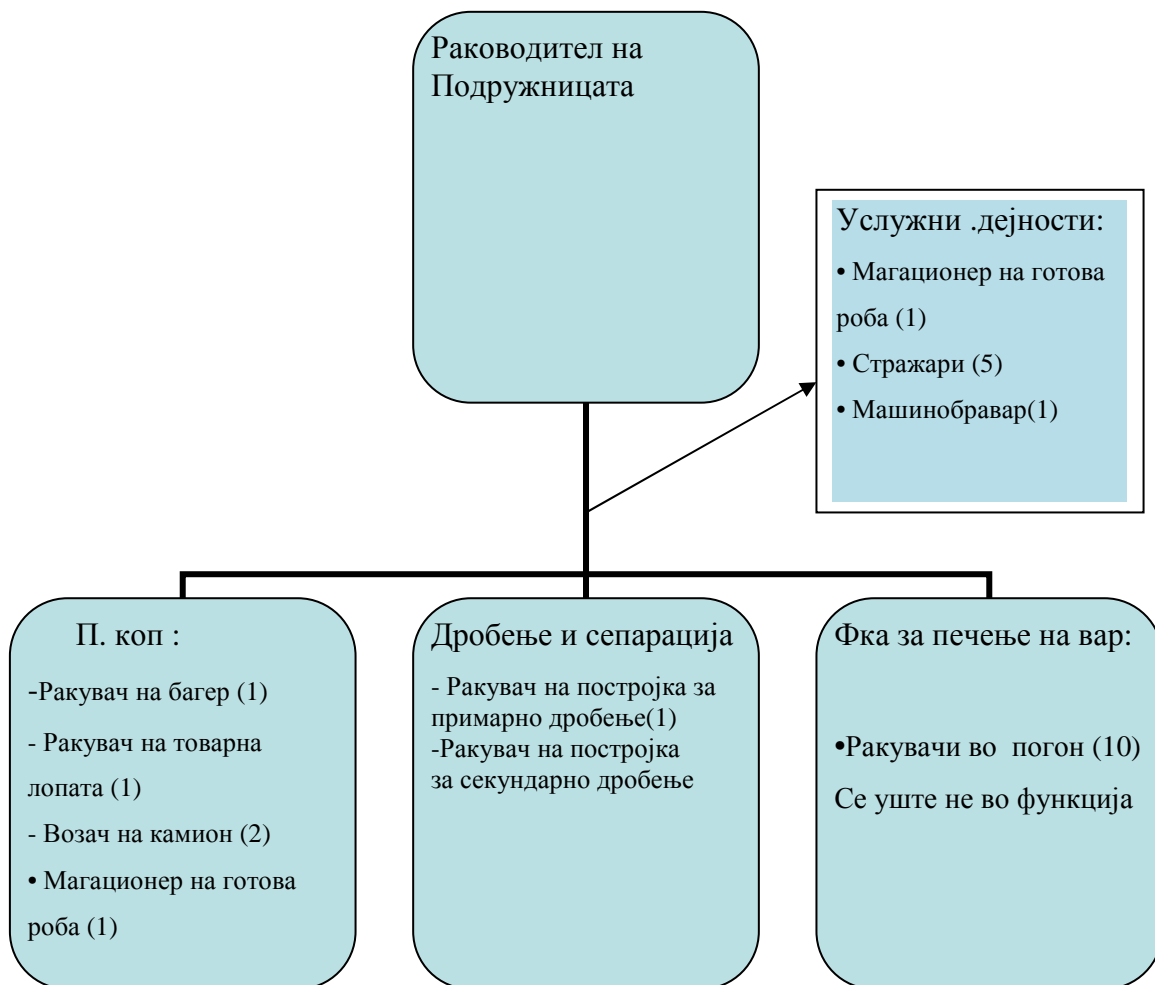 Раководител на
Подружницата
Услужни .дејности:
• Магационер на готова
роба (1)
• Стражари (5)
• Машинобравар(1)
П. коп :
-Ракувач на багер (1)
- Ракувач на товарна
лопата (1)
- Возач на камион (2)
• Магационер на готова
роба (1)
Дробење и сепарација
- Ракувач на постројка за
примарно дробење(1)
-Ракувач на постројка
за секундарно дробење
Фка за печење на вар:
•Ракувачи во погон (10)
Се уште не во функција